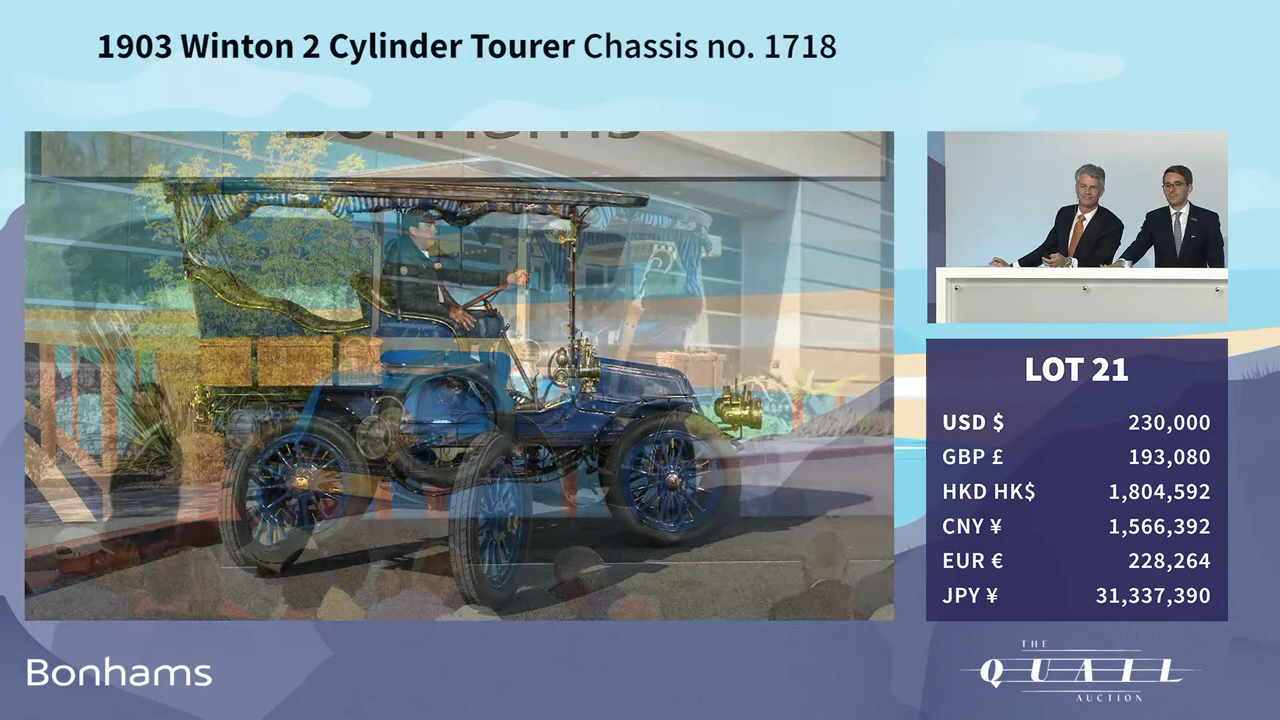 1903 Winton 2 Cylinder Tourer Chassis no. 1718
Bonhams
LOT 21
USD $ 230,000
GBP £ 193,080
HKD HK$ 1,804,592
CNY ¥ 1,566,392
EUR € 228,264
JPY ¥ 31,337,390
Bonhams
THE
QUAIL
AUCTION